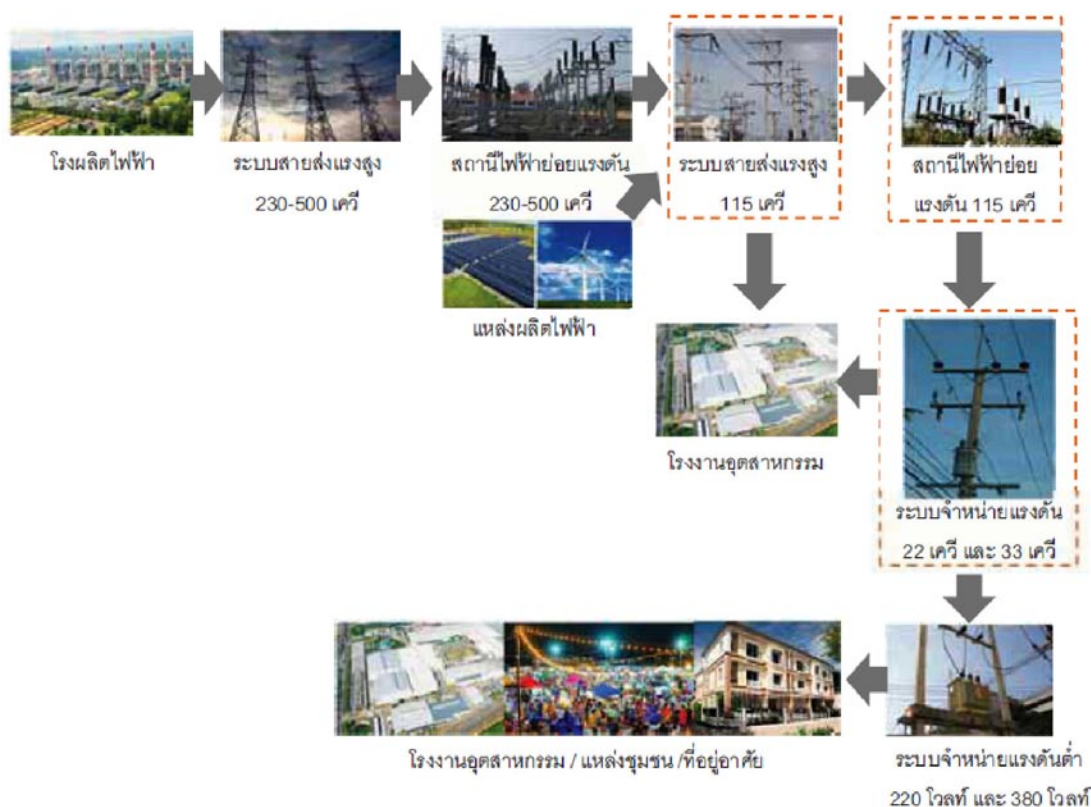 โรงผลิตไฟฟ้า
ระบบสายส่งแรงสูง
230-500 เควี
สถานีไฟฟ้าย่อยแรงดัน
230-500 เควี
ระบบสายส่งแรงสูง
115 เควี
สถานีไฟฟ้าย่อย
แรงดัน 115 เควี
แหล่งผลิตไฟฟ้า
โรงงานอุตสาหกรรม
ระบบจำหน่ายแรงดัน
22 เควี และ 33 เควี
โรงงานอุตสาหกรรม / แหล่งชุมชน /ที่อยู่อาศัย
ระบบจำหน่ายแรงดันต่ำ
220 โวลท์ และ 380 โวลท์